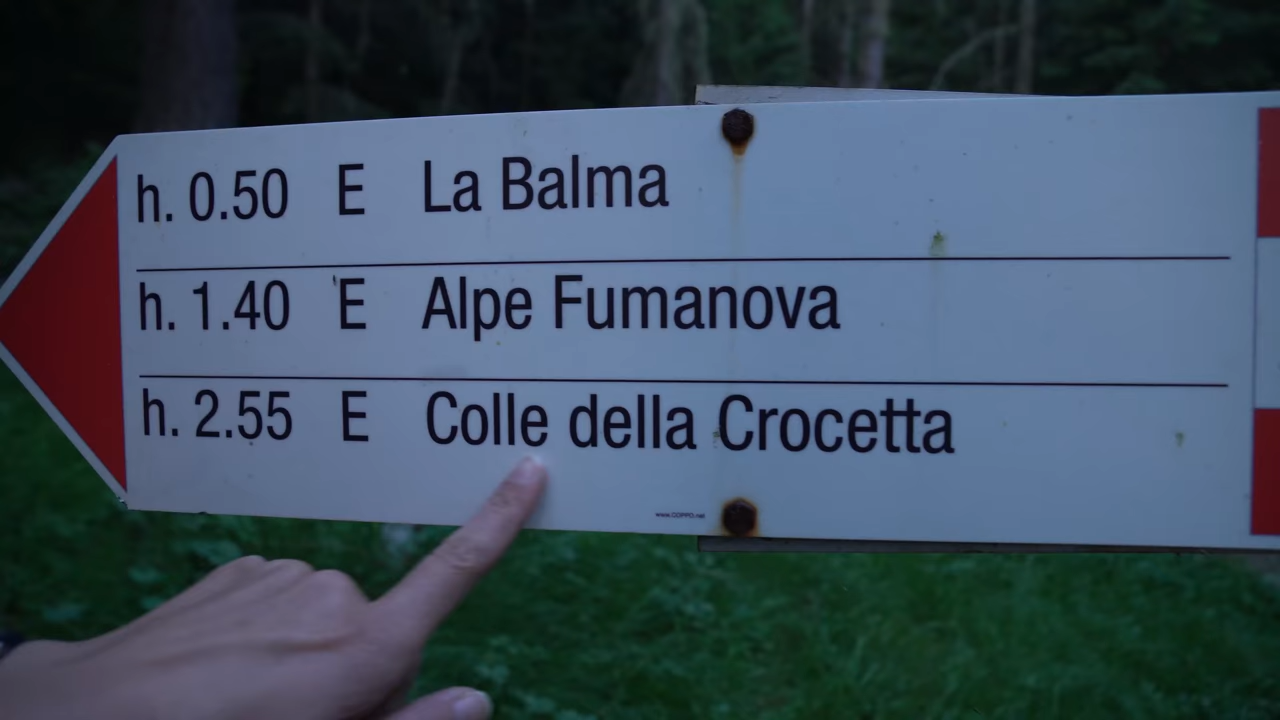 h. 0.50 E La Balma
h. 1.40 E Alpe Fumanova
h. 2.55 E Colle della Crocetta